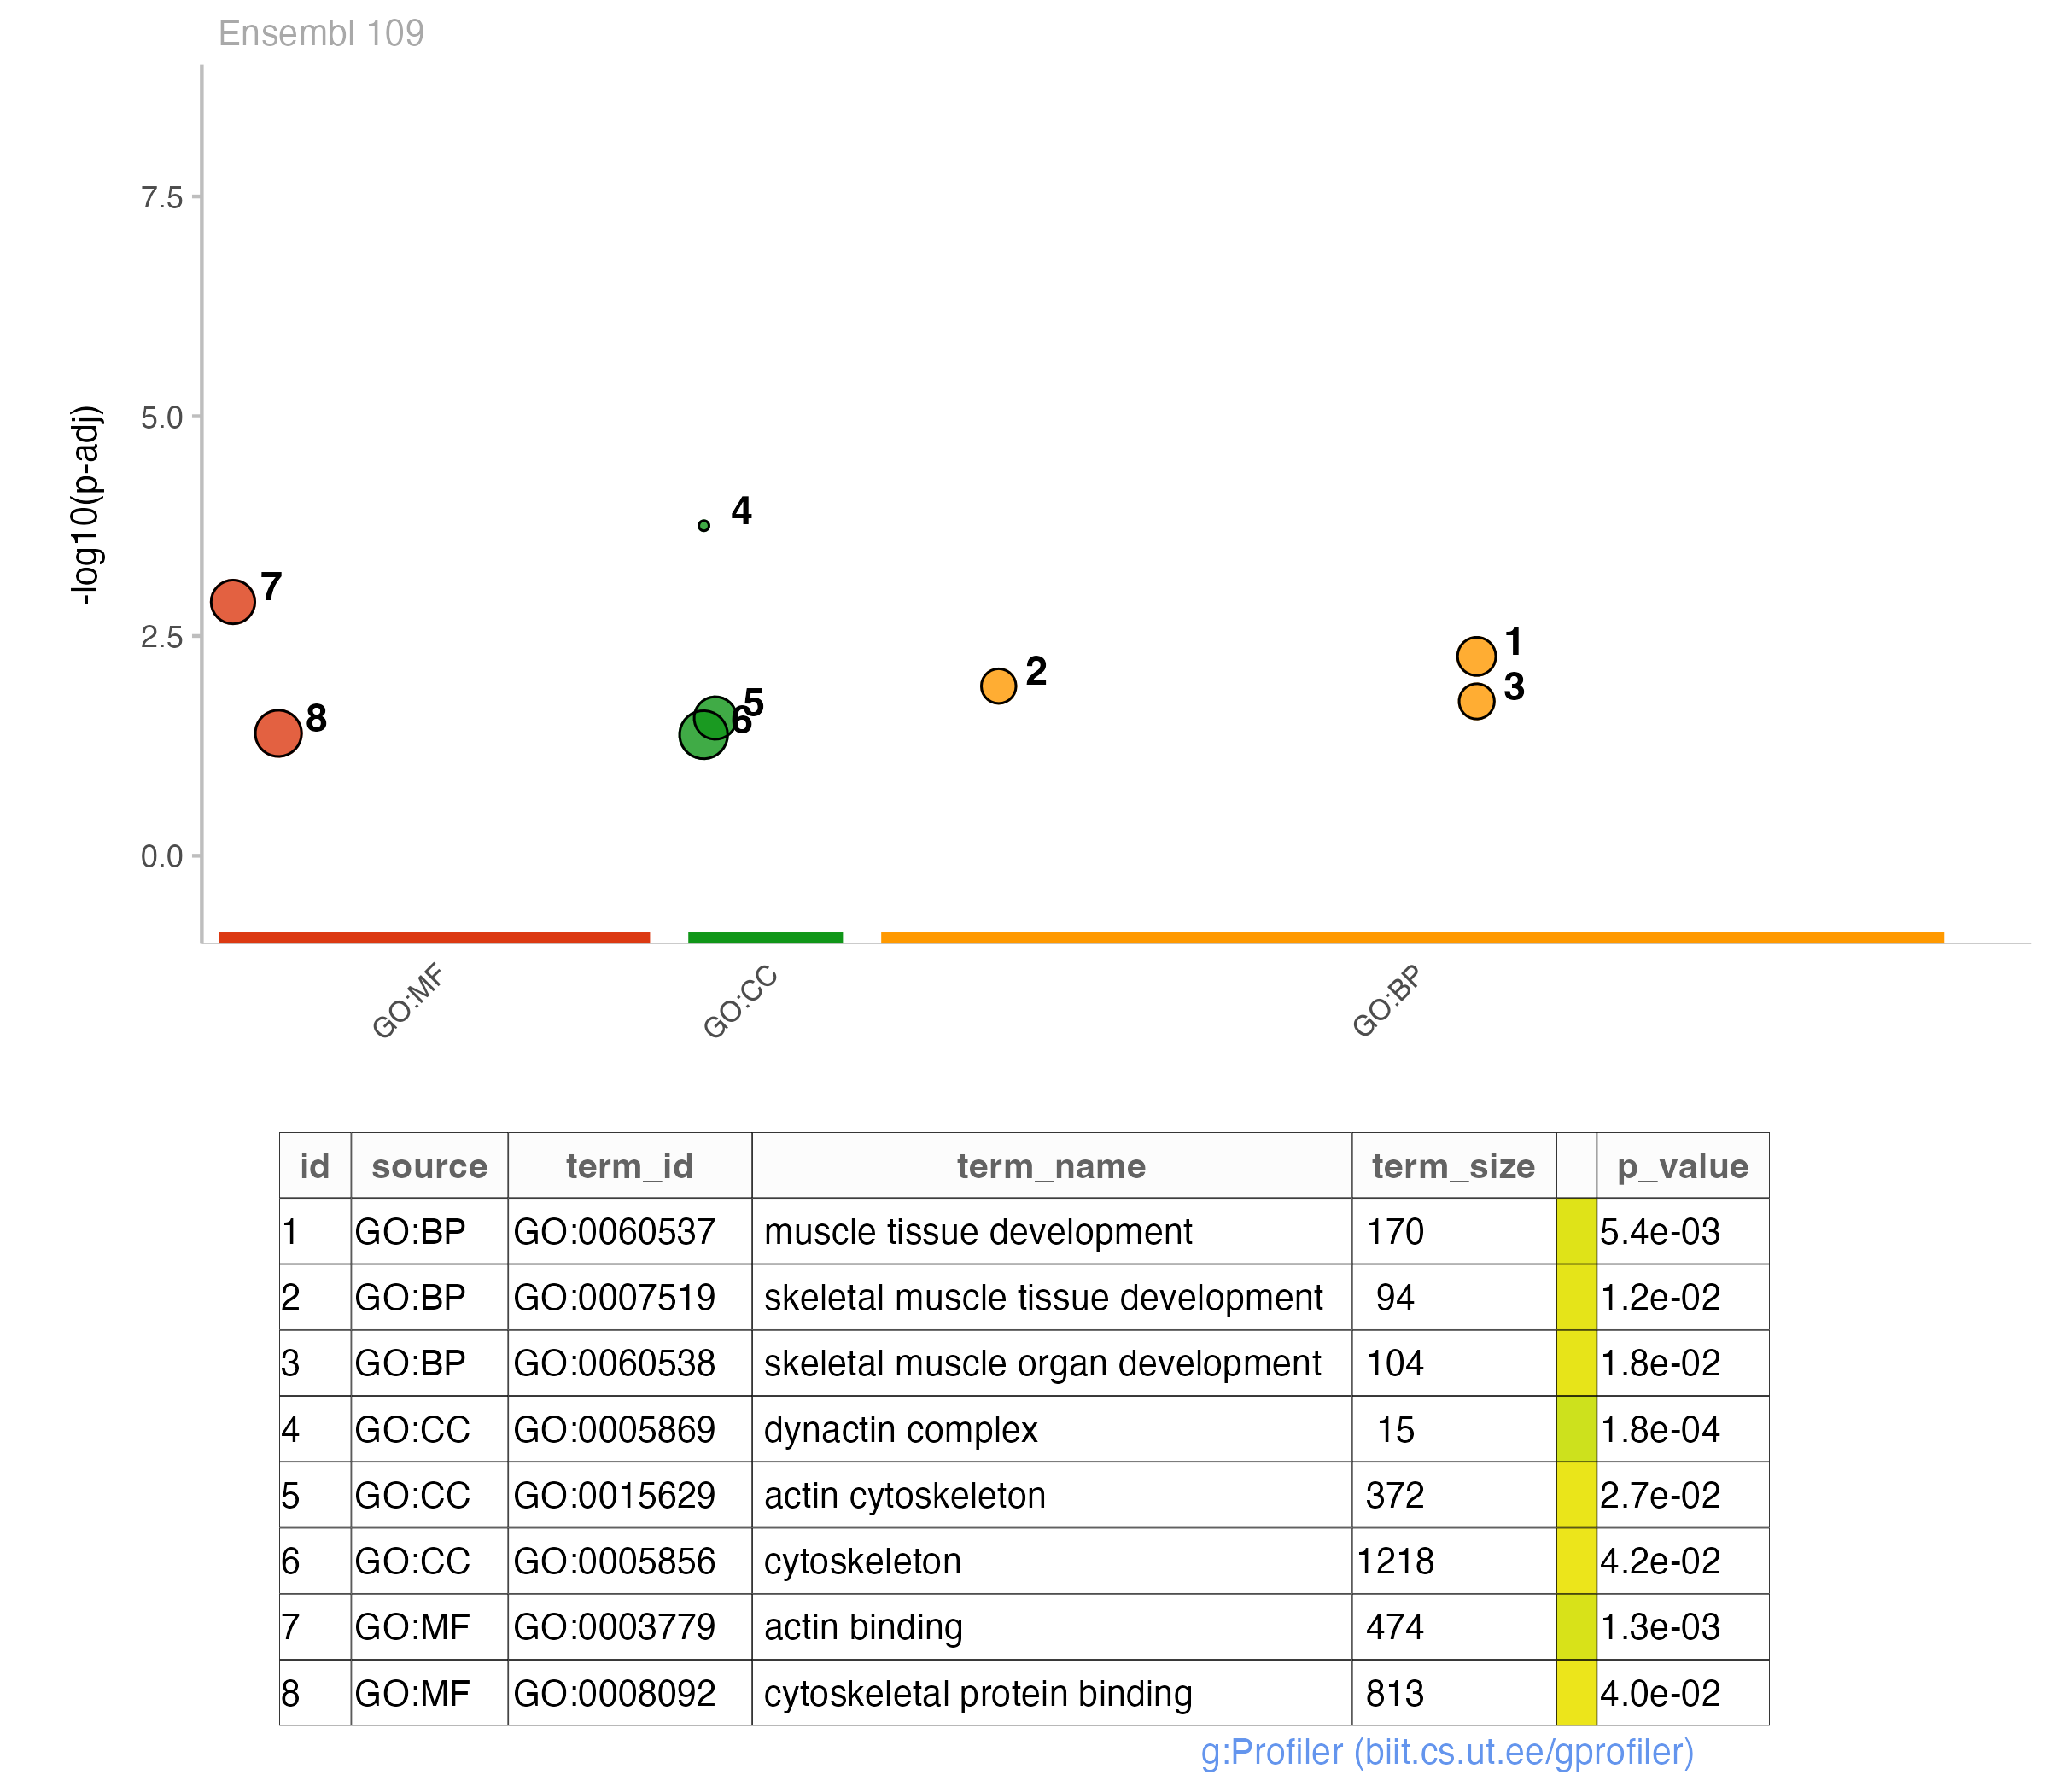 Ensembl 109
7.5
5.0
2.5
0.0
-log10(p-adj)
4
7
1
2
3
5
6
8
GO:MF
GO:CC
GO:BP
id source term_id term_name term_size p_value
1 GO:BP GO:0060537 muscle tissue development 170 5.4e-03
2 GO:BP GO:0007519 skeletal muscle tissue development 94 1.2e-02
3 GO:BP GO:0060538 skeletal muscle organ development 104 1.8e-02
4 GO:CC GO:0005869 dynactin complex 15 1.8e-04
5 GO:CC GO:0015629 actin cytoskeleton 372 2.7e-02
6 GO:CC GO:0005856 cytoskeleton 1218 4.2e-02
7 GO:MF GO:0003779 actin binding 474 1.3e-03
8 GO:MF GO:0008092 cytoskeletal protein binding 813 4.0e-02
g:Profiler (biit.cs.ut.ee/gprofiler)